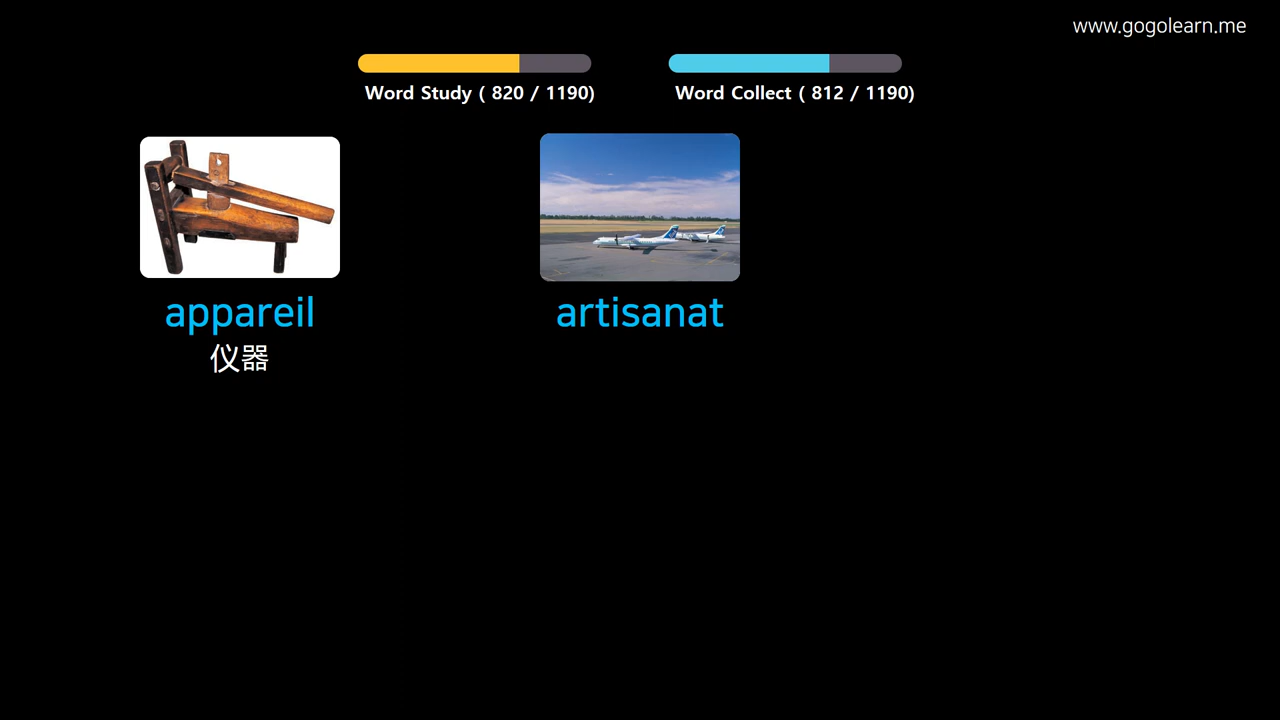 www.gogolearn.me
Word Study ( 820 / 1190)
Word Collect ( 812 / 1190)
appareil
仪器
artisanat